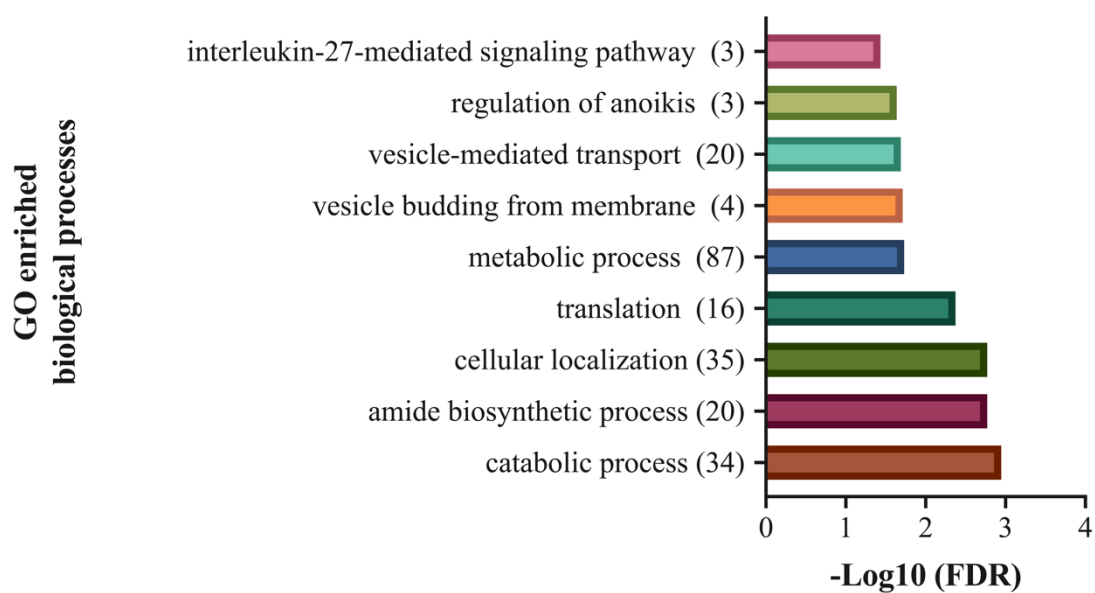 GO enriched
biological processes
interleukin-27-mediated signaling pathway (3)
regulation of anoikis (3)
vesicle-mediated transport (20)
vesicle budding from membrane (4)
metabolic process (87)
translation (16)
cellular localization (35)
amide biosynthetic process (20)
catabolic process (34)
0 1 2 3 4
-Log10 (FDR)